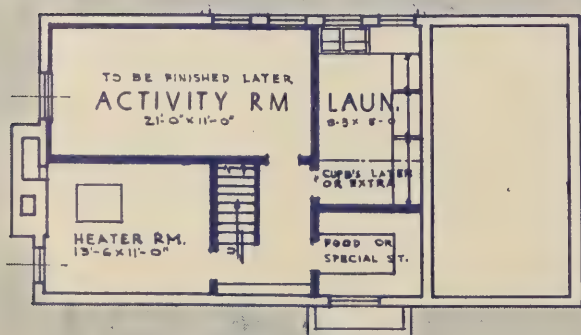 TO BE FINISHED LATER
ACTIVITY RM
21'-0" X 11'-0"
LAUN.
CUPB'S LATER
OR EXTRA
HEATER RM.
13'-6 X 11'-0"
FOOD OR
SPECIAL ST.